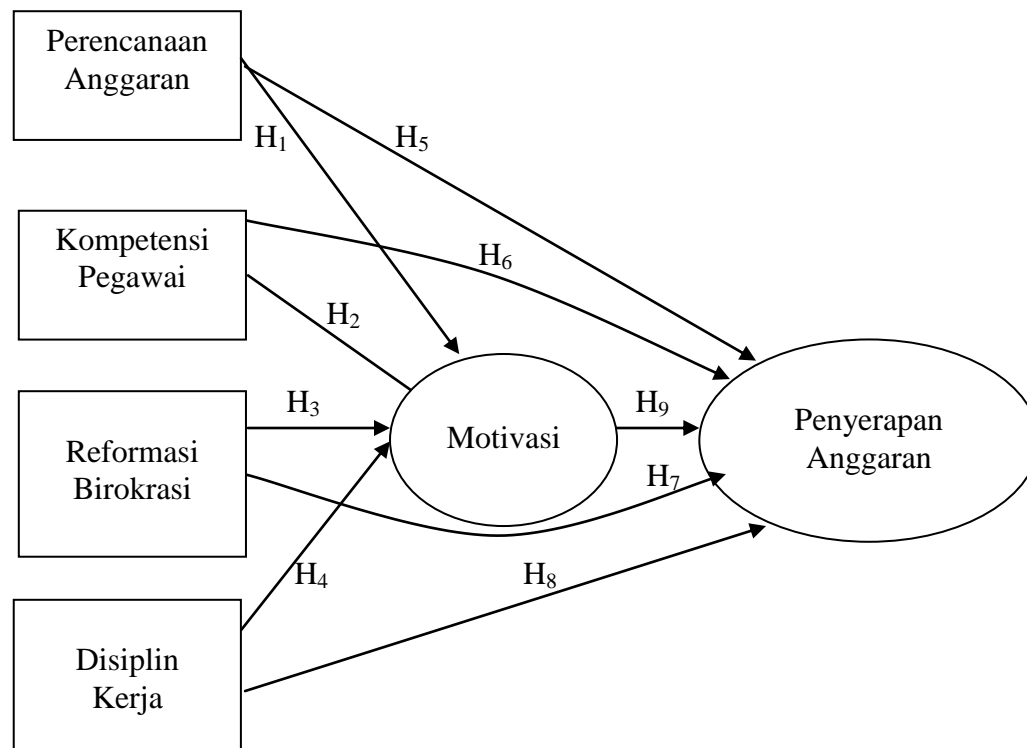 Perencanaan
Anggaran
H1
H5
Kompetensi
Pegawai
H6
H2
Reformasi
Birokrasi
H3
Motivasi
H9
Penyerapan
Anggaran
H7
H4
H8
Disiplin
Kerja